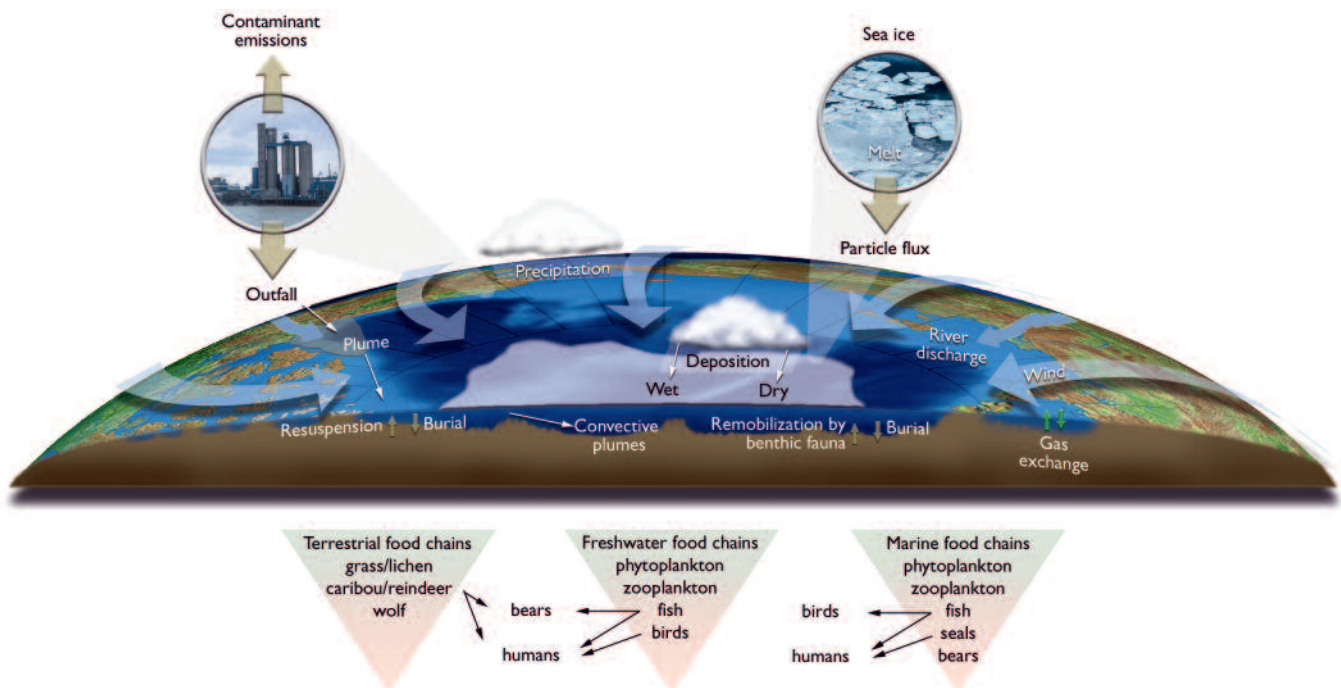 Contaminant
emissions
Sea ice
Melt
Particle flux
Outfall
Precipitation
Plume
River
discharge
Deposition
Wet
Dry
Wind
Resuspension
Burial
Convective
plumes
Remobilization by
benthic fauna
Burial
Gas
exchange
Terrestrial food chains
grass/lichen
caribou/reindeer
wolf
bears
humans
Freshwater food chains
phytoplankton
zooplankton
fish
birds
Marine food chains
phytoplankton
zooplankton
fish
seals
bears
birds
humans